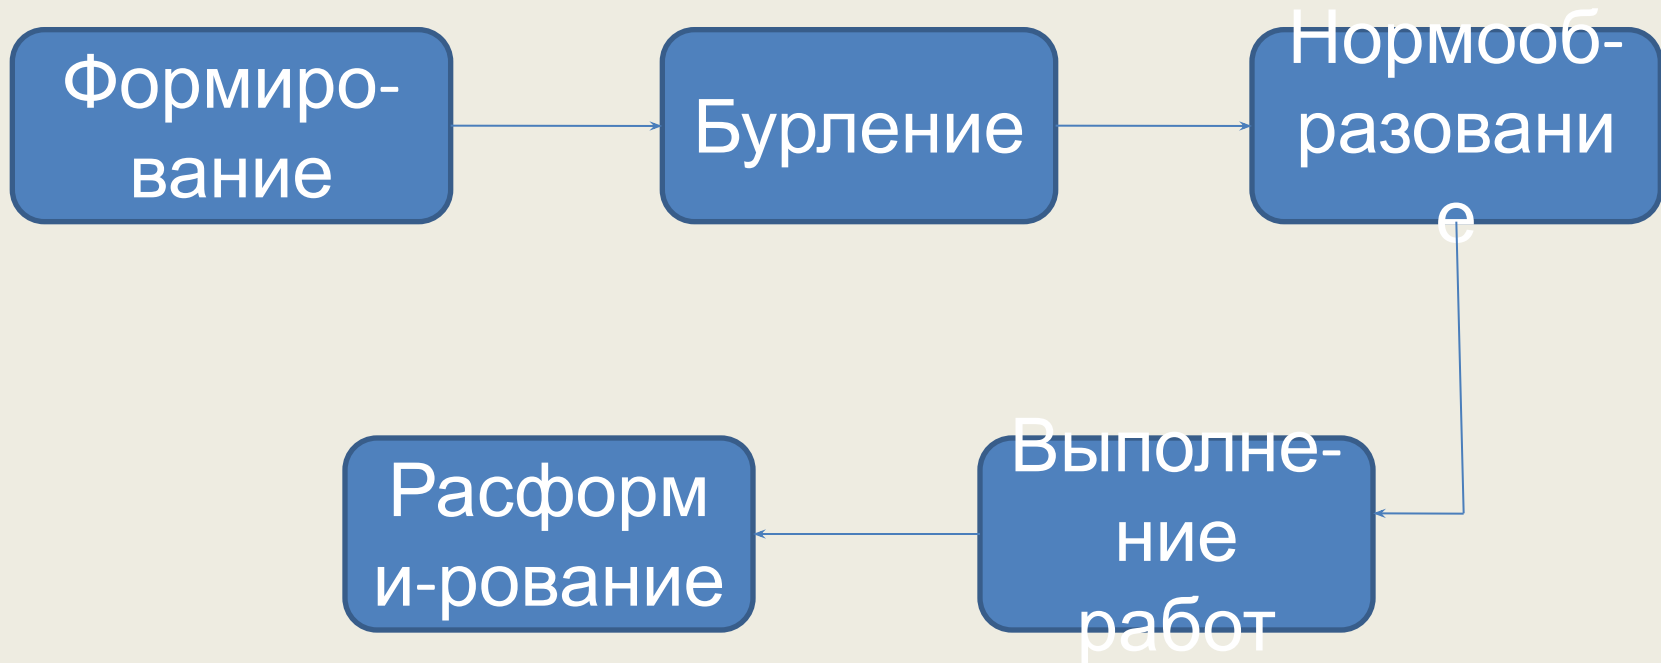 Формиро-
вание
Бурление
Нормооб-
разовани
е
Выполне-
ние
работ
Расформ
и-рование